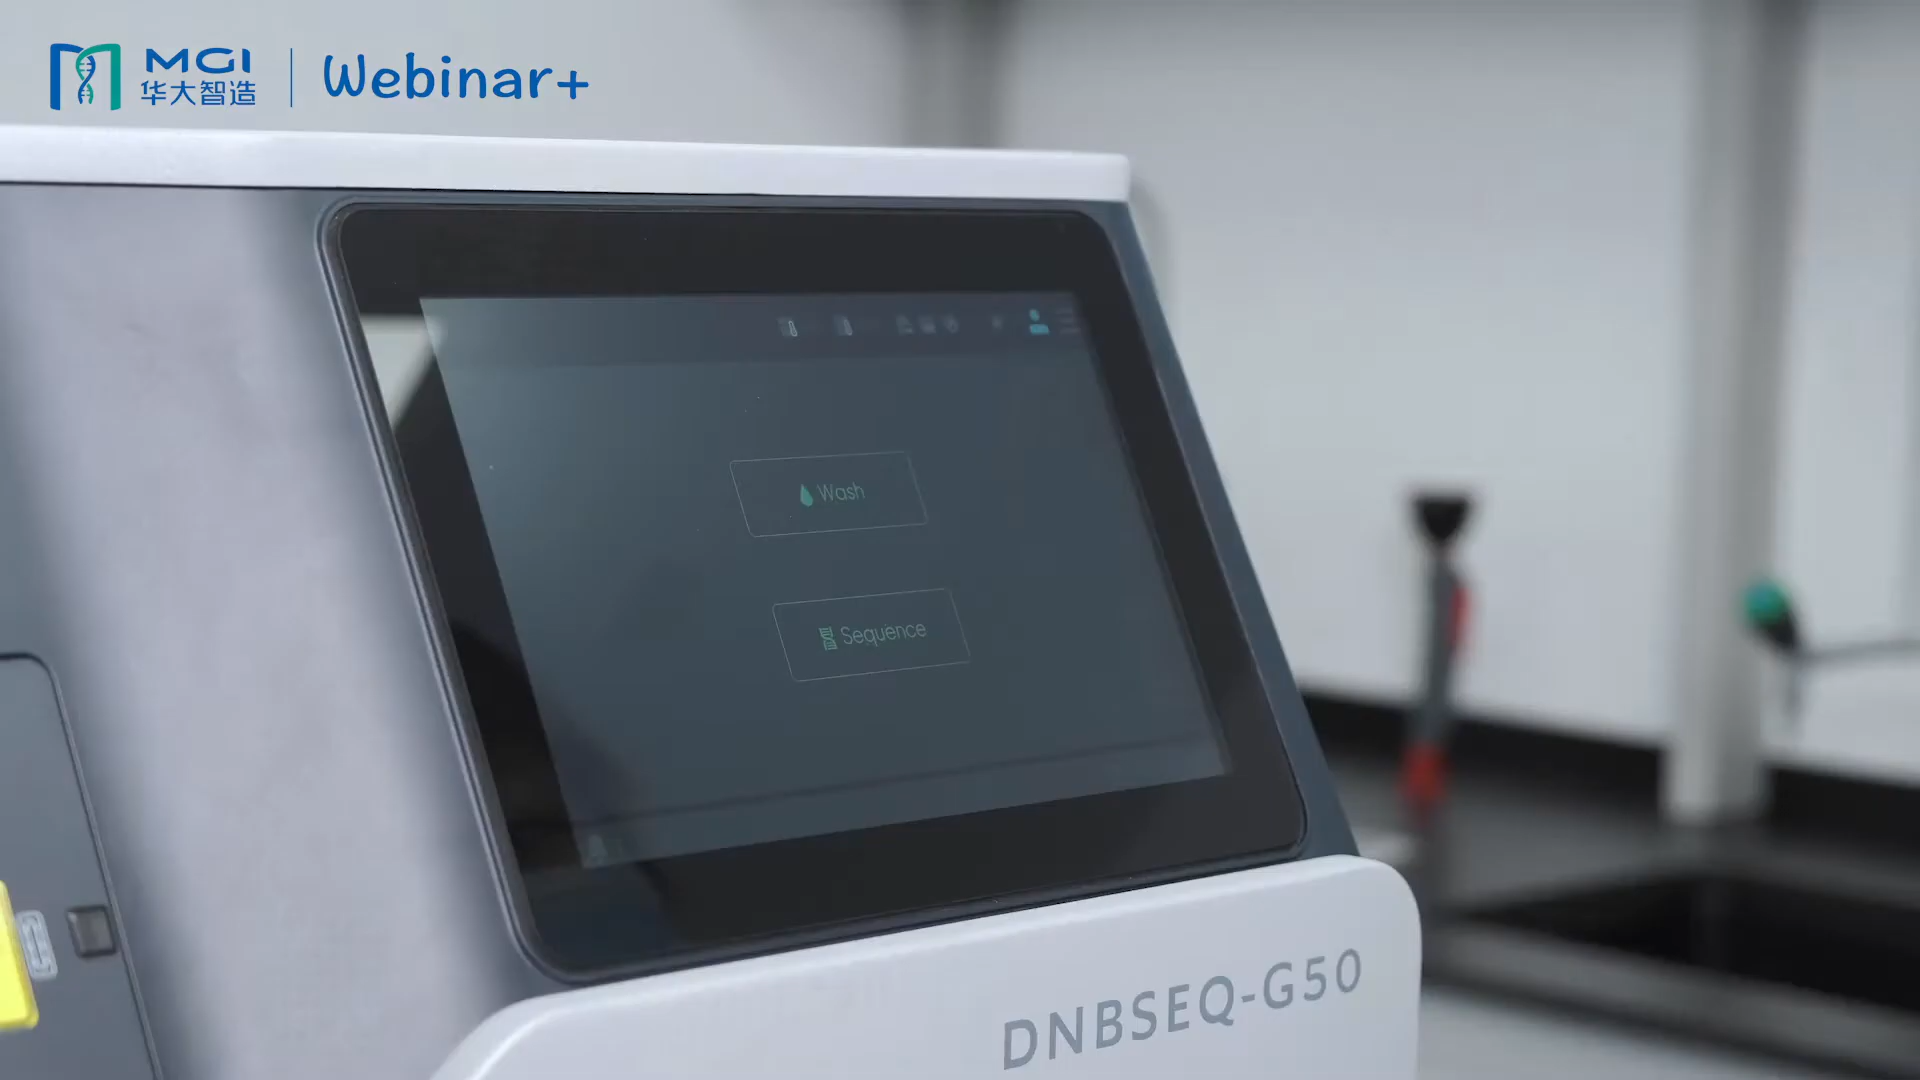 MGI
华大智造
Webinar+
Wash
Sequence
DNBSEQ-G50